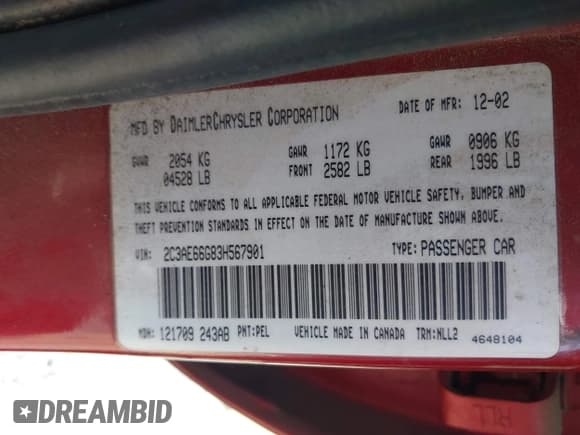 MFD BY DAIMLERCHRYSLER CORPORATION DATE OF MFR: 12-02
GVWR 2054 KG GAWR 1172 KG GAWR 0906 KG
04528 LB FRONT 2582 LB REAR 1996 LB
THIS VEHICLE CONFORMS TO ALL APPLICABLE FEDERAL MOTOR VEHICLE SAFETY, BUMPER AND
THEFT PREVENTION STANDARDS IN EFFECT ON THE DATE OF MANUFACTURE SHOWN ABOVE.
VIN: 2C3AE66G83H567901 TYPE: PASSENGER CAR
MDH: 121709 243AB PNT:PEL VEHICLE MADE IN CANADA TRM:NLL2 4648104
DREAMBID